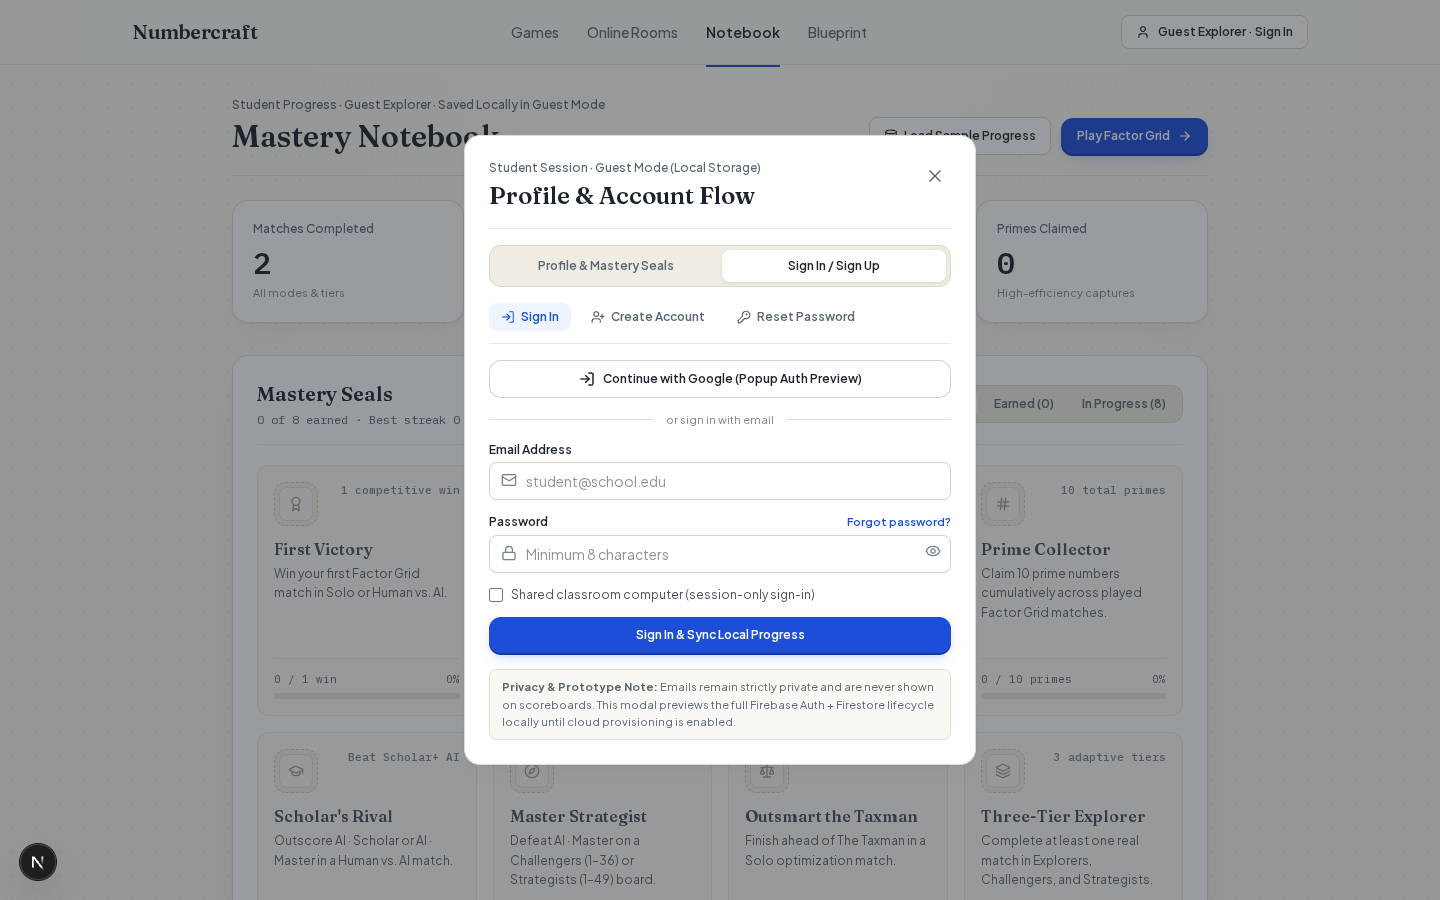 Numbercraft
Games
Online Rooms
Notebook
Blueprint
Guest Explorer · Sign In
Student Progress · Guest Explorer · Saved Locally in Guest Mode
Mastery Notebook
Load Sample Progress
Play Factor Grid
Matches Completed
2
All modes & tiers
Primes Claimed
0
High-efficiency captures
Student Session · Guest Mode (Local Storage)
Profile & Account Flow
Profile & Mastery Seals
Sign In / Sign Up
Sign In
Create Account
Reset Password
Continue with Google (Popup Auth Preview)
or sign in with email
Email Address
student@school.edu
Password
Forgot password?
Minimum 8 characters
Shared classroom computer (session-only sign-in)
Sign In & Sync Local Progress
Privacy & Prototype Note: Emails remain strictly private and are never shown
on scoreboards. This modal previews the full Firebase Auth + Firestore lifecycle
locally until cloud provisioning is enabled.
Mastery Seals
0 of 8 earned · Best streak 0
Earned (0)
In Progress (8)
1 competitive win
First Victory
Win your first Factor Grid
match in Solo or Human vs. AI.
0 / 1 win
0%
10 total primes
Prime Collector
Claim 10 prime numbers
cumulatively across played
Factor Grid matches.
0 / 10 primes
0%
Beat Scholar+ AI
Scholar's Rival
Outscore AI · Scholar or AI ·
Master in a Human vs. AI match.
Master Strategist
Defeat AI · Master on a
Challengers (1–36) or
Strategists (1–49) board.
Outsmart the Taxman
Finish ahead of The Taxman in a
Solo optimization match.
3 adaptive tiers
Three-Tier Explorer
Complete at least one real
match in Explorers,
Challengers, and Strategists.
N